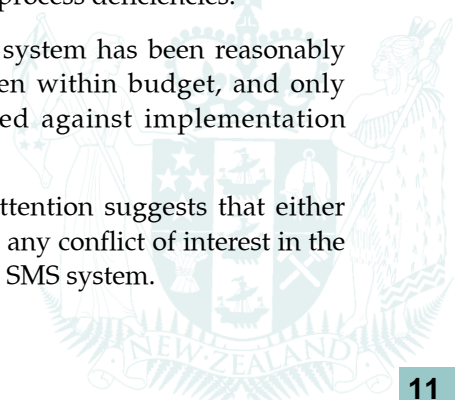 process deficiencies.
system has been reasonably
en within budget, and only
ed against implementation
ttention suggests that either
any conflict of interest in the
SMS system.
NEW ZEALAND
11